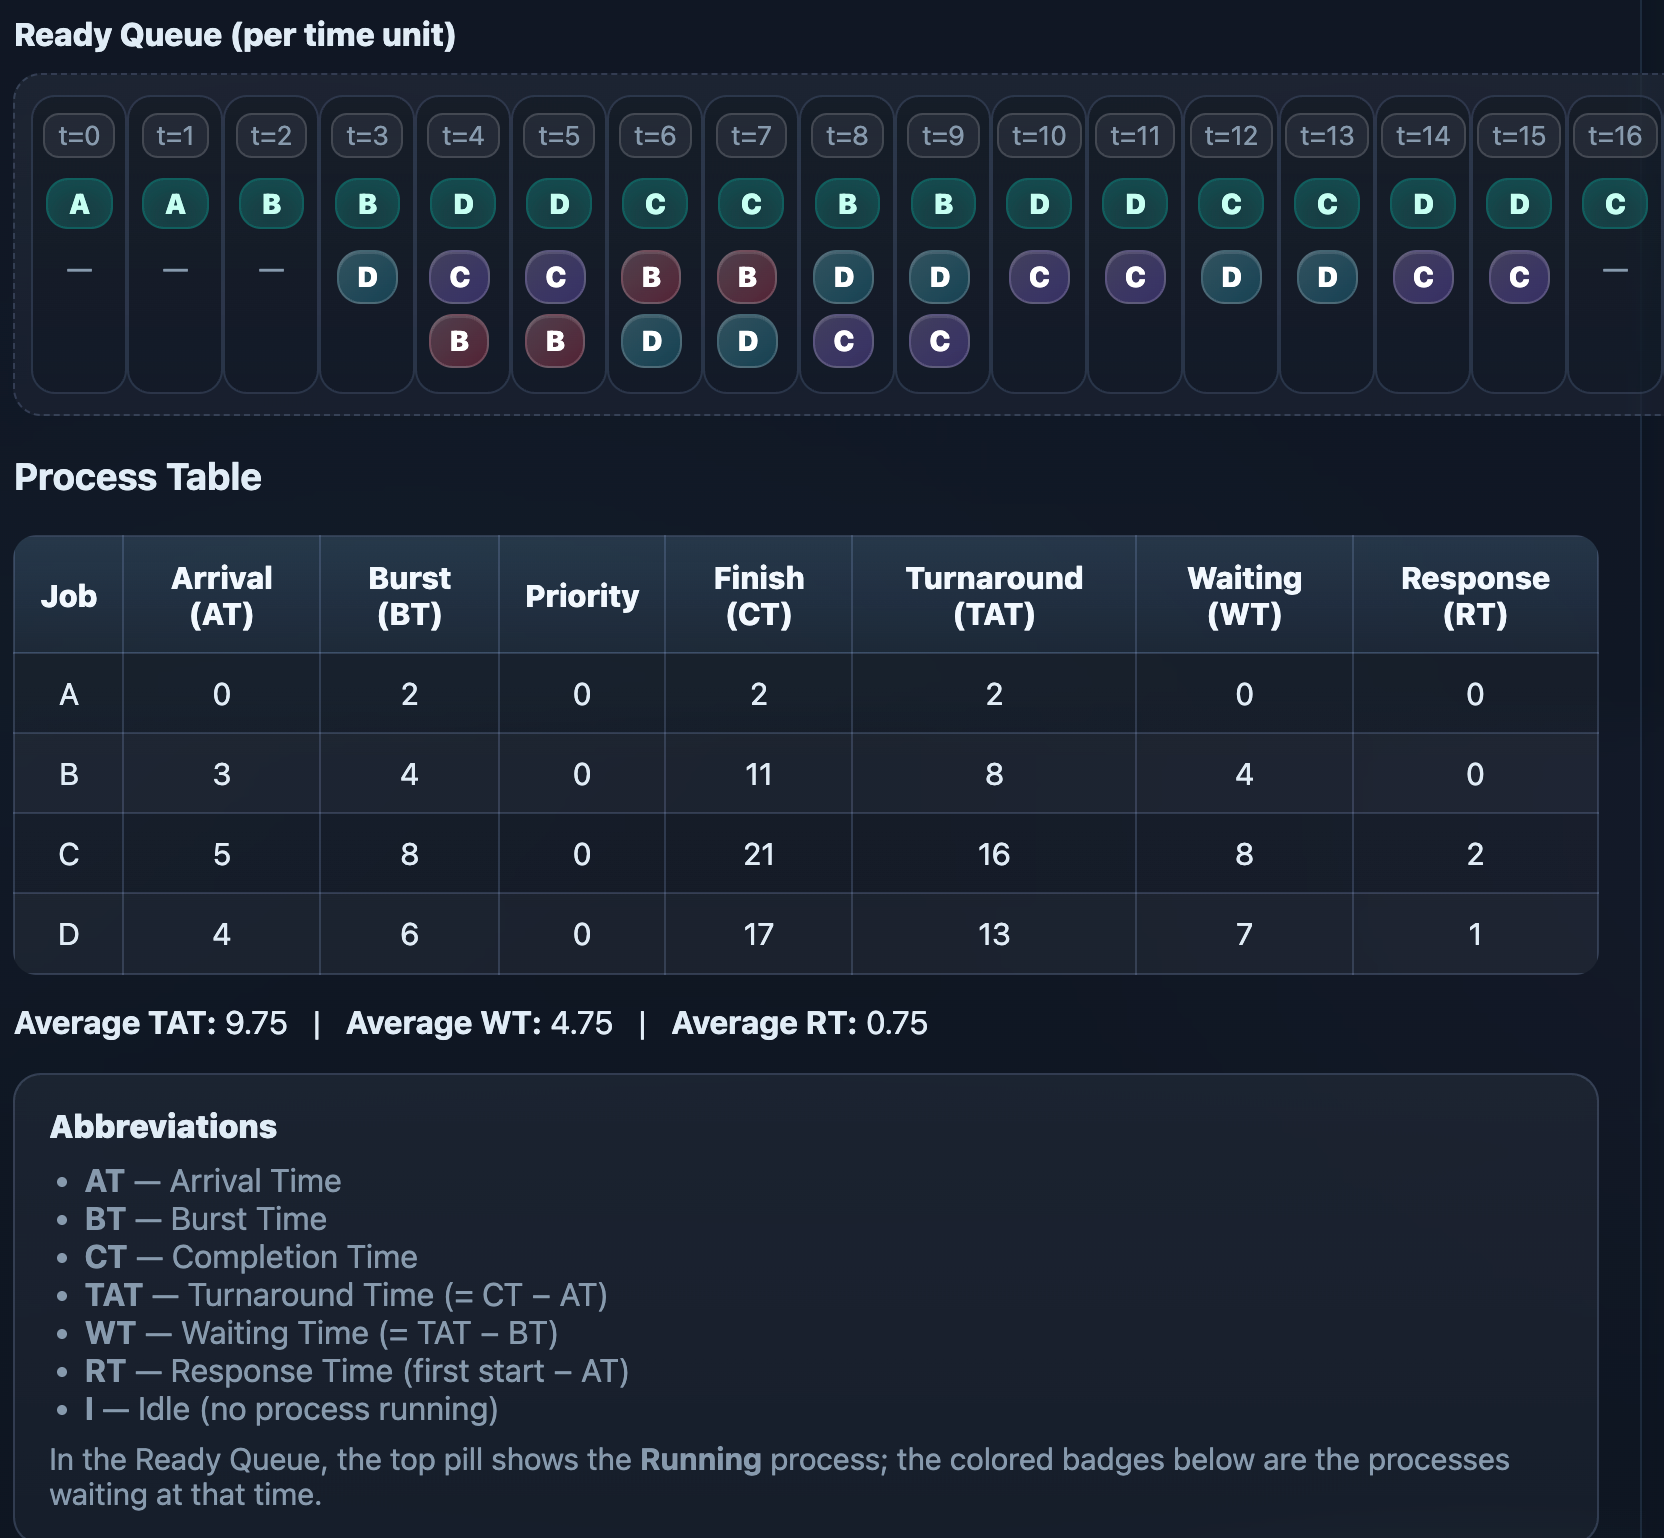 Ready Queue (per time unit)
t=0 t=1 t=2 t=3 t=4 t=5 t=6 t=7 t=8 t=9 t=10 t=11 t=12 t=13 t=14 t=15 t=16
A A B B D D C C B B D D C C D D C
— — — D C C B B D D C C D D C C —
B B D D C C
Process Table
Job Arrival (AT) Burst (BT) Priority Finish (CT) Turnaround (TAT) Waiting (WT) Response (RT)
A 0 2 0 2 2 0 0
B 3 4 0 11 8 4 0
C 5 8 0 21 16 8 2
D 4 6 0 17 13 7 1
Average TAT: 9.75 | Average WT: 4.75 | Average RT: 0.75
Abbreviations
• AT — Arrival Time
• BT — Burst Time
• CT — Completion Time
• TAT — Turnaround Time (= CT − AT)
• WT — Waiting Time (= TAT − BT)
• RT — Response Time (first start − AT)
• I — Idle (no process running)
In the Ready Queue, the top pill shows the Running process; the colored badges below are the processes
waiting at that time.